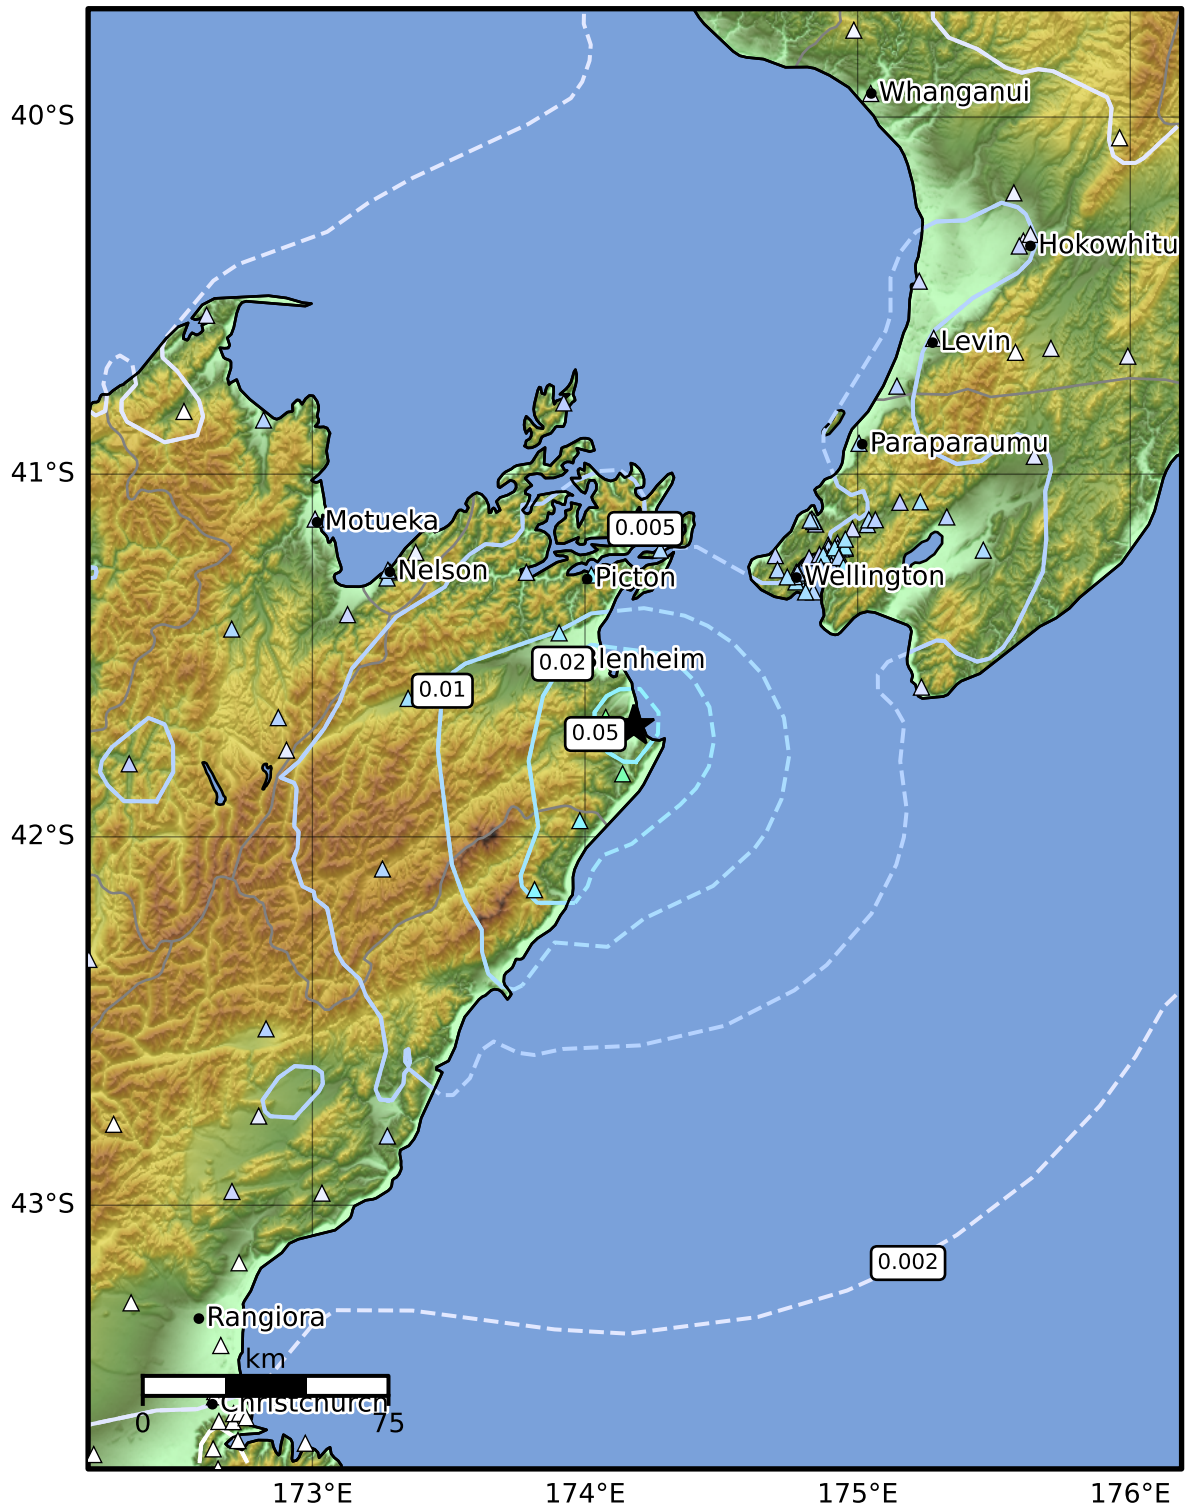 40°S
41°S
42°S
43°S
Whanganui
Hokowhitu
Levin
Paraparaumu
Motueka
Nelson
Picton
Wellington
Blenheim
0.005
0.02
0.01
0.05
0.002
Rangiora
km
Christchurch
0
75
173°E
174°E
175°E
176°E